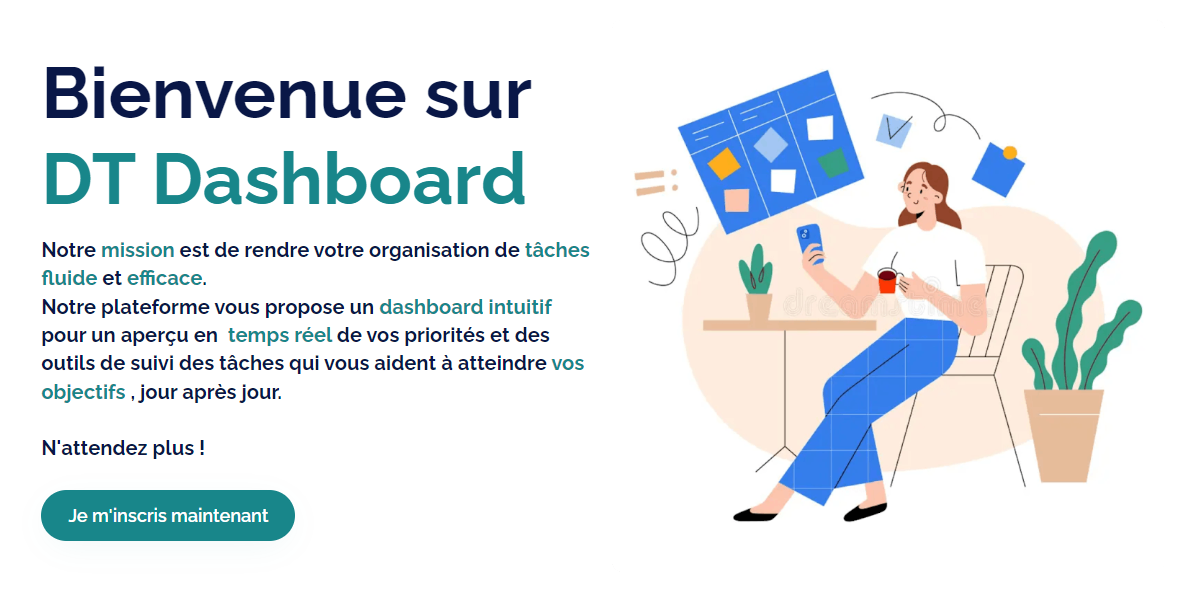 Bienvenue sur
DT Dashboard
Notre mission est de rendre votre organisation de tâches
fluide et efficace.
Notre plateforme vous propose un dashboard intuitif
pour un aperçu en temps réel de vos priorités et des
outils de suivi des tâches qui vous aident à atteindre vos
objectifs , jour après jour.
N'attendez plus !
Je m'inscris maintenant
dreamstime.